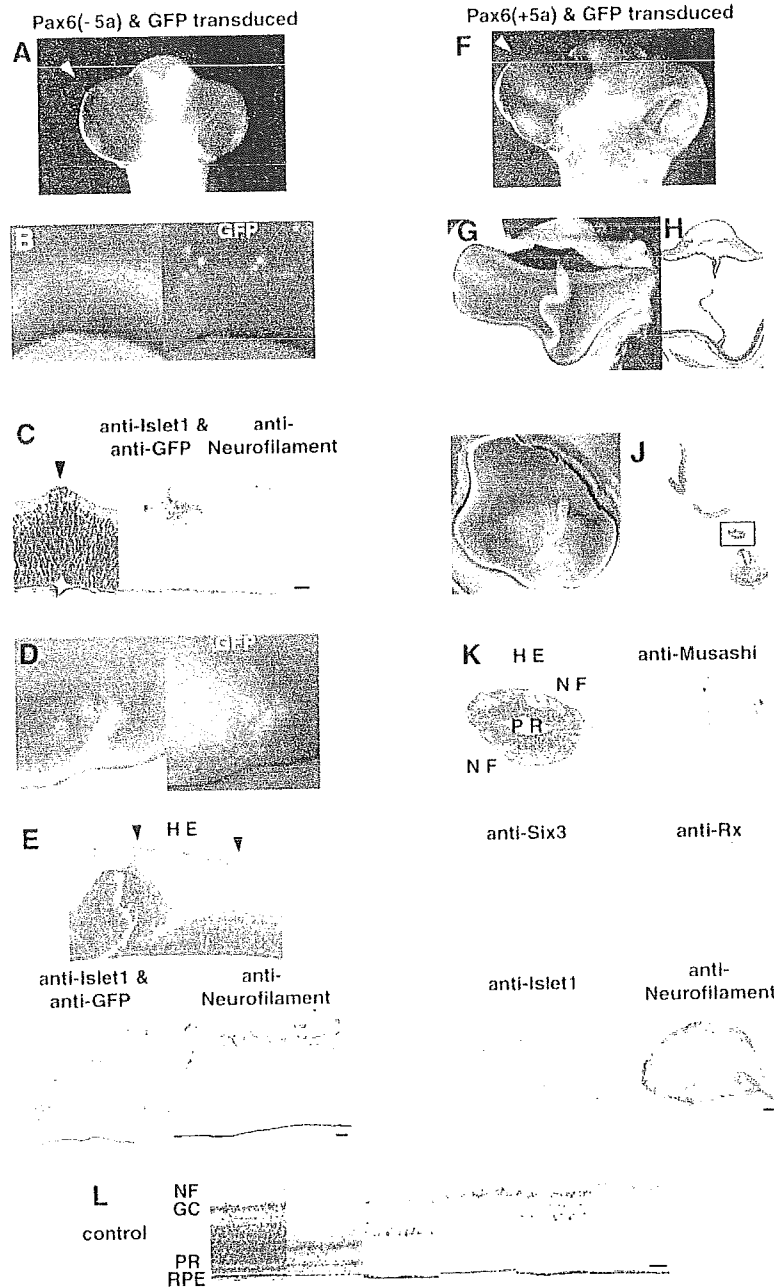 Pax6(- 5a) & GFP transduced
Pax6(+5a) & GFP transduced
A
F
B
GFP
G
H
C
anti-Islet1 &
anti-GFP
anti-
Neurofilament
J
D
GFP
K
H E
anti-Musashi
N F
P R
N F
E
H E
anti-Six3
anti-Rx
anti-Islet1 &
anti-GFP
anti-
Neurofilament
anti-Islet1
anti-
Neurofilament
L
control
NF
GC
PR
RPE